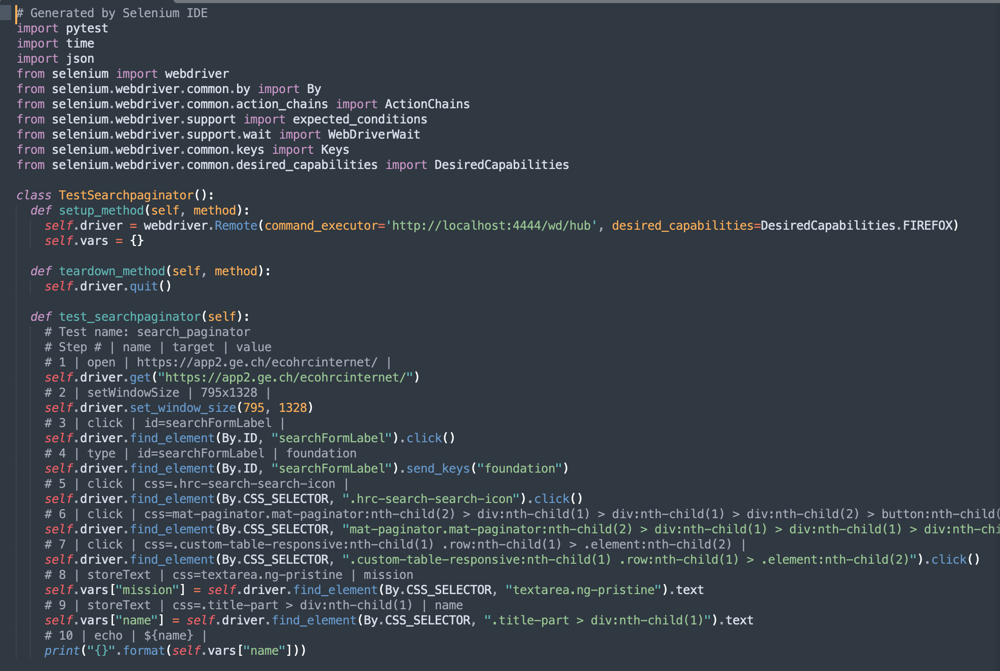 # Generated by Selenium IDE
import pytest
import time
import json
from selenium import webdriver
from selenium.webdriver.common.by import By
from selenium.webdriver.common.action_chains import ActionChains
from selenium.webdriver.support import expected_conditions
from selenium.webdriver.support.wait import WebDriverWait
from selenium.webdriver.common.keys import Keys
from selenium.webdriver.common.desired_capabilities import DesiredCapabilities

class TestSearchpaginator():
  def setup_method(self, method):
    self.driver = webdriver.Remote(command_executor='http://localhost:4444/wd/hub', desired_capabilities=DesiredCapabilities.FIREFOX)
    self.vars = {}

  def teardown_method(self, method):
    self.driver.quit()

  def test_searchpaginator(self):
    # Test name: search_paginator
    # Step # | name | target | value
    # 1 | open | https://app2.ge.ch/ecohrcinternet/ |
    self.driver.get("https://app2.ge.ch/ecohrcinternet/")
    # 2 | setWindowSize | 795x1328 |
    self.driver.set_window_size(795, 1328)
    # 3 | click | id=searchFormLabel |
    self.driver.find_element(By.ID, "searchFormLabel").click()
    # 4 | type | id=searchFormLabel | foundation
    self.driver.find_element(By.ID, "searchFormLabel").send_keys("foundation")
    # 5 | click | css=.hrc-search-search-icon |
    self.driver.find_element(By.CSS_SELECTOR, ".hrc-search-search-icon").click()
    # 6 | click | css=mat-paginator.mat-paginator:nth-child(2) > div:nth-child(1) > div:nth-child(1) > div:nth-child(2) > button:nth-child(
    self.driver.find_element(By.CSS_SELECTOR, "mat-paginator.mat-paginator:nth-child(2) > div:nth-child(1) > div:nth-child(1) > div:nth-chi
    # 7 | click | css=.custom-table-responsive:nth-child(1) .row:nth-child(1) > .element:nth-child(2) |
    self.driver.find_element(By.CSS_SELECTOR, ".custom-table-responsive:nth-child(1) .row:nth-child(1) > .element:nth-child(2)").click()
    # 8 | storeText | css=textarea.ng-pristine | mission
    self.vars["mission"] = self.driver.find_element(By.CSS_SELECTOR, "textarea.ng-pristine").text
    # 9 | storeText | css=.title-part > div:nth-child(1) | name
    self.vars["name"] = self.driver.find_element(By.CSS_SELECTOR, ".title-part > div:nth-child(1)").text
    # 10 | echo | ${name} |
    print("{}".format(self.vars["name"]))